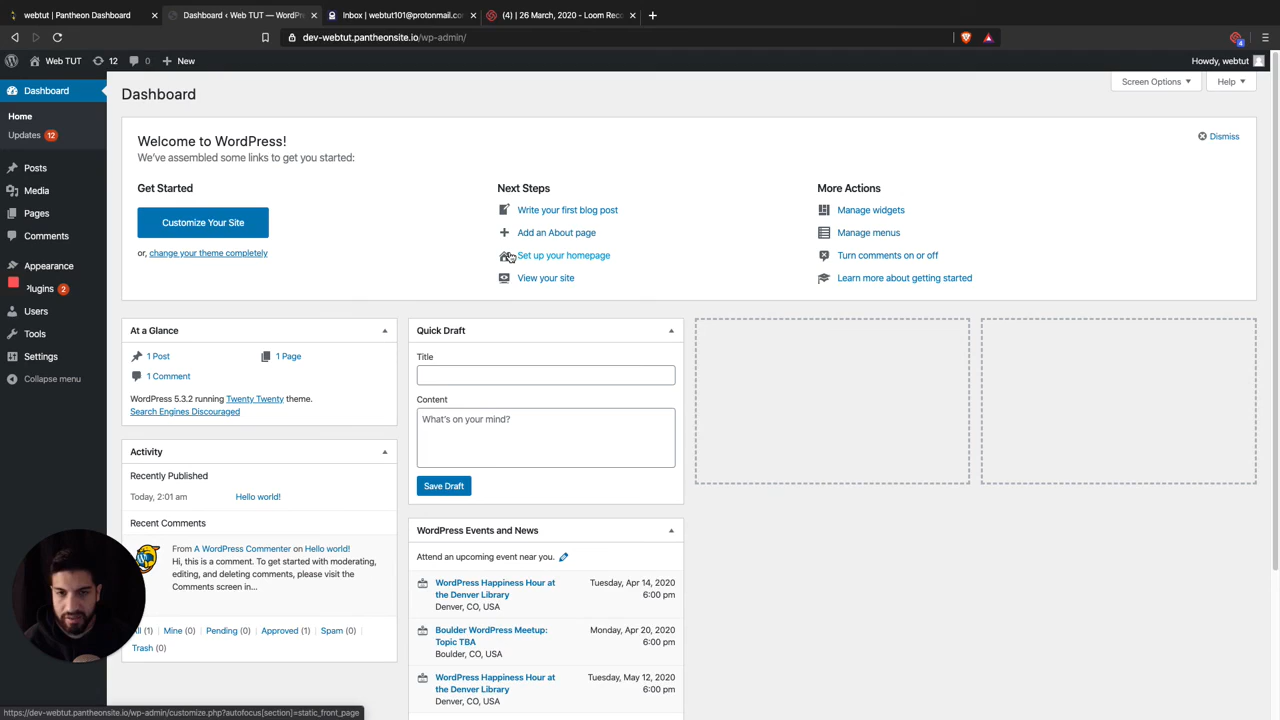 webtut | Pantheon Dashboard
Dashboard ‹ Web TUT — WordPr
Inbox | webtut101@protonmail.co
(4) | 26 March, 2020 - Loom Reco
dev-webtut.pantheonsite.io/wp-admin/
4
Web TUT 12 0 New
Howdy, webtut
Dashboard
Home
Updates 12
Posts
Media
Pages
Comments
Appearance
Plugins 2
Users
Tools
Settings
Collapse menu
Screen Options
Help
Dashboard
Welcome to WordPress!
We've assembled some links to get you started:
Dismiss
Get Started
Customize Your Site
or, change your theme completely
Next Steps
Write your first blog post
Add an About page
Set up your homepage
View your site
More Actions
Manage widgets
Manage menus
Turn comments on or off
Learn more about getting started
At a Glance
1 Post
1 Page
1 Comment
WordPress 5.3.2 running Twenty Twenty theme.
Search Engines Discouraged
Activity
Recently Published
Today, 2:01 am Hello world!
Recent Comments
From A WordPress Commenter on Hello world!
Hi, this is a comment. To get started with moderating,
editing, and deleting comments, please visit the
Comments screen in...
(1) Mine (0) Pending (0) Approved (1) Spam (0)
Trash (0)
Quick Draft
Title
Content
What's on your mind?
Save Draft
WordPress Events and News
Attend an upcoming event near you.
WordPress Happiness Hour at
the Denver Library
Denver, CO, USA
Tuesday, Apr 14, 2020
6:00 pm
Boulder WordPress Meetup:
Topic TBA
Boulder, CO, USA
Monday, Apr 20, 2020
6:00 pm
WordPress Happiness Hour at
the Denver Library
Denver, CO, USA
Tuesday, May 12, 2020
6:00 pm
https://dev-webtut.pantheonsite.io/wp-admin/customize.php?autofocus[section]=static_front_page